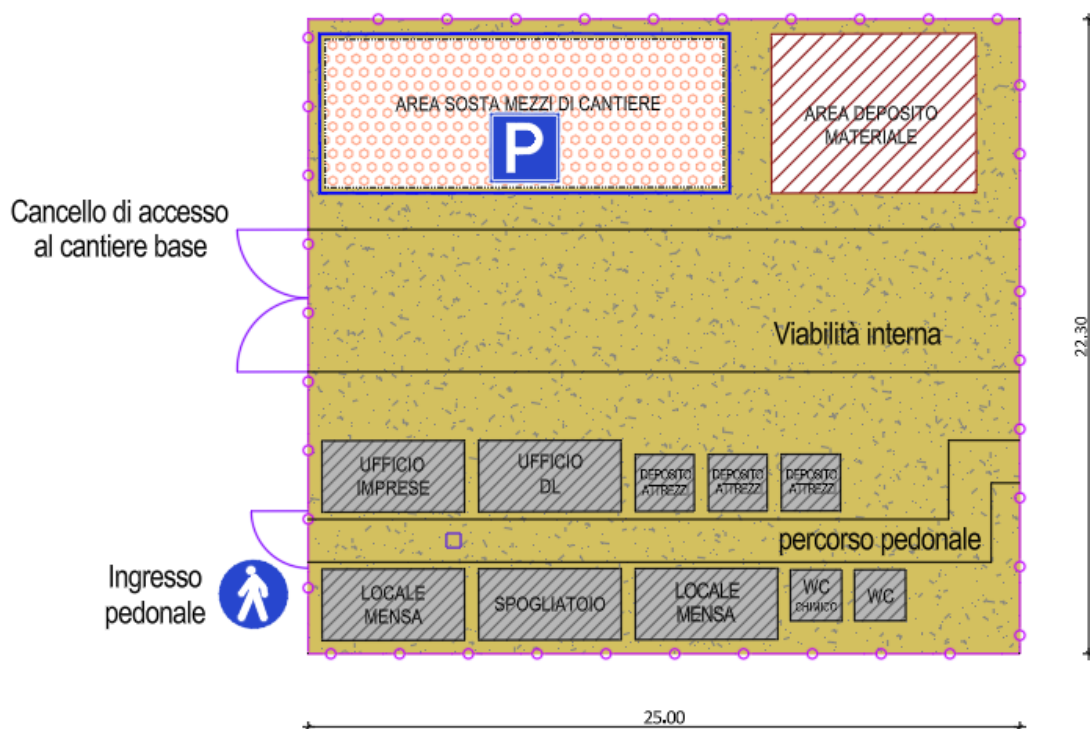 AREA SOSTA MEZZI DI CANTIERE
P
AREA DEPOSITO
MATERIALE
Cancello di accesso
al cantiere base
Viabilità interna
22.30
UFFICIO
IMPRESE
UFFICIO
DL
DEPOSITO
ATTREZZ
DEPOSITO
ATTREZZ
DEPOSITO
ATTREZZ
percorso pedonale
Ingresso
pedonale
LOCALE
MENSA
SPOGLIATOIO
LOCALE
MENSA
WC
CHIMICO
WC
25.00